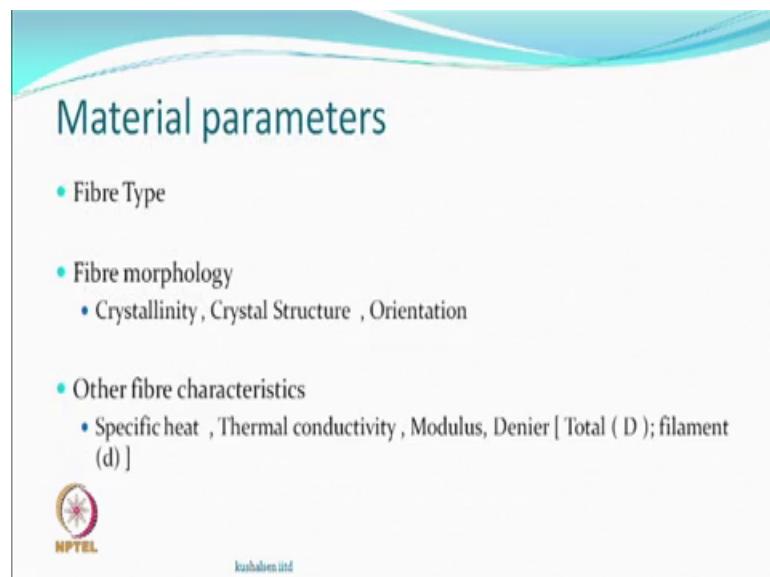 Material parameters
• Fibre Type
• Fibre morphology
• Crystallinity , Crystal Structure , Orientation
• Other fibre characteristics
• Specific heat , Thermal conductivity , Modulus, Denier [ Total ( D ); filament
(d) ]
NPTEL
kushalsen iitd